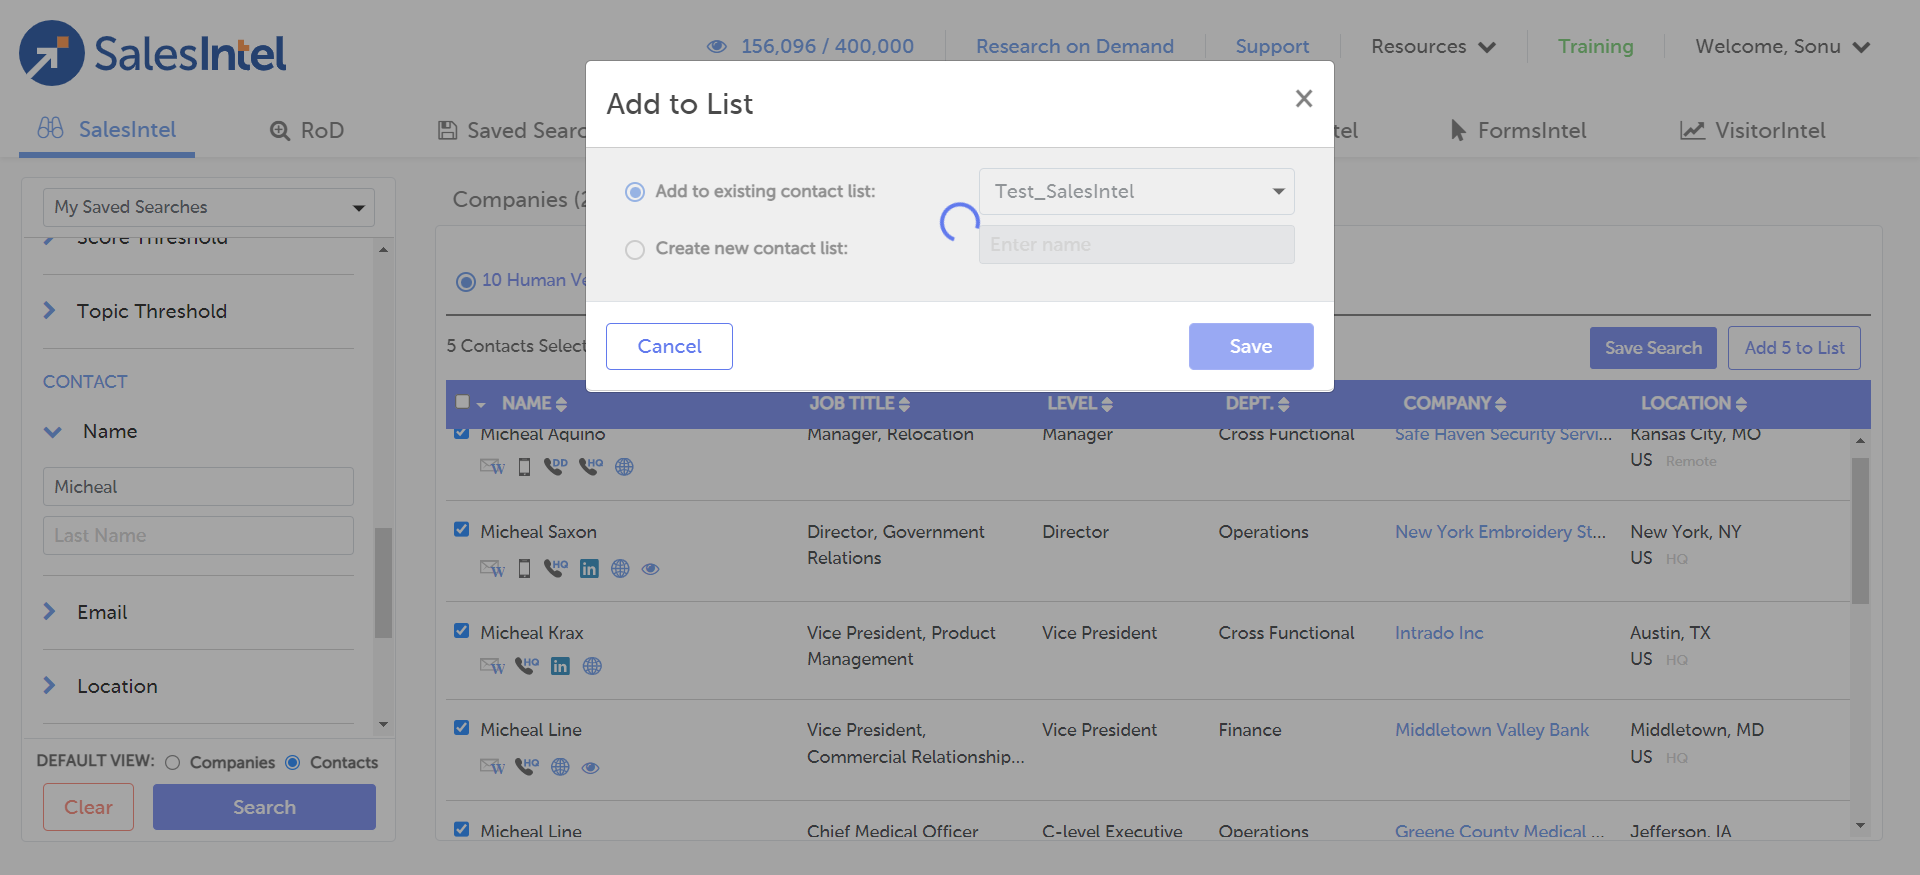 SalesIntel
156,096 / 400,000
Research on Demand
Support
Resources
Training
Welcome, Sonu
SalesIntel
RoD
Saved Searc
tel
FormsIntel
VisitorIntel
Add to List
Add to existing contact list:
Test_SalesIntel
Create new contact list:
Enter name
Cancel
Save
My Saved Searches
Score Threshold
Topic Threshold
CONTACT
Name
Micheal
Last Name
Email
Location
DEFAULT VIEW: Companies Contacts
Clear
Search
Companies (2
10 Human Ve
5 Contacts Select
Save Search
Add 5 to List
NAME JOB TITLE LEVEL DEPT. COMPANY LOCATION
Micheal Aquino Manager, Relocation Manager Cross Functional Safe Haven Security Servi... Kansas City, MO
W DD HQ US Remote
Micheal Saxon Director, Government Director Operations New York Embroidery St... New York, NY
Relations US HQ
W HQ in
Micheal Krax Vice President, Product Vice President Cross Functional Intrado Inc Austin, TX
Management US HQ
W HQ in
Micheal Line Vice President, Vice President Finance Middletown Valley Bank Middletown, MD
Commercial Relationship... US HQ
W HQ
Micheal Line Chief Medical Officer C-level Executive Operations Greene County Medical ... Jefferson, IA